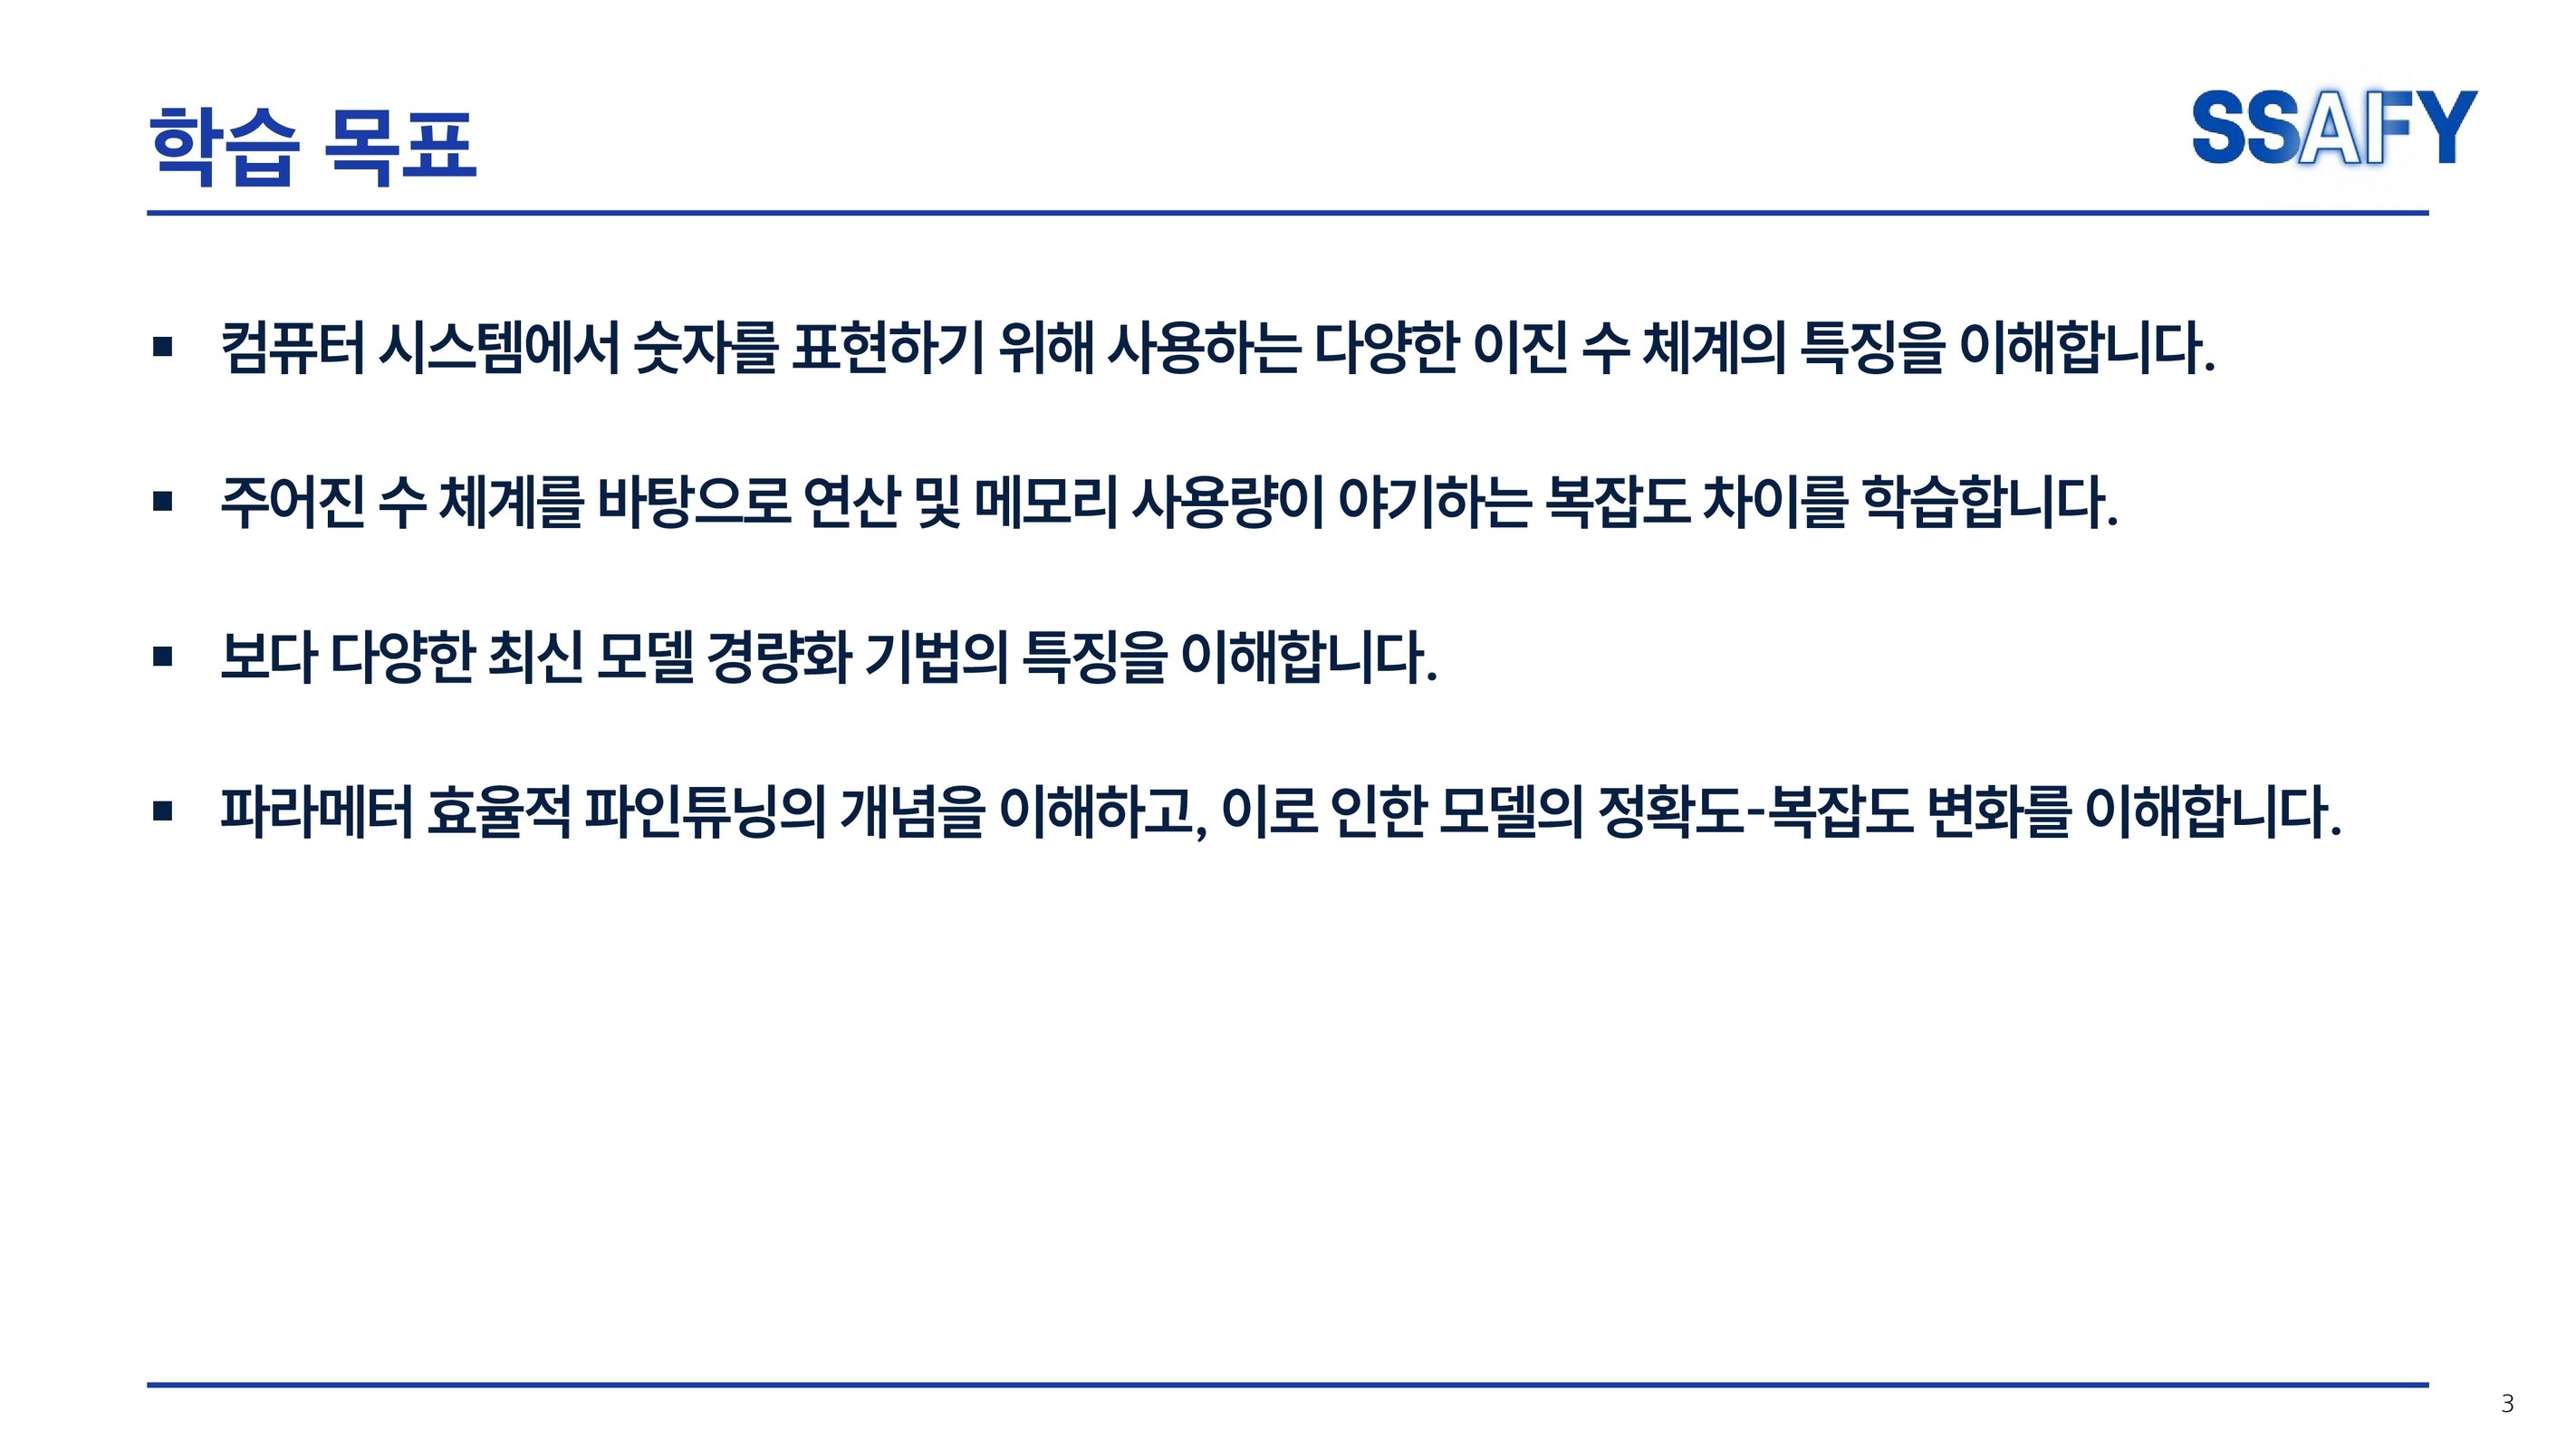 학습 목표
SSAFY
▪ 컴퓨터 시스템에서 숫자를 표현하기 위해 사용하는 다양한 이진 수 체계의 특징을 이해합니다.
▪ 주어진 수 체계를 바탕으로 연산 및 메모리 사용량이 야기하는 복잡도 차이를 학습합니다.
▪ 보다 다양한 최신 모델 경량화 기법의 특징을 이해합니다.
▪ 파라메터 효율적 파인튜닝의 개념을 이해하고, 이로 인한 모델의 정확도-복잡도 변화를 이해합니다.
3